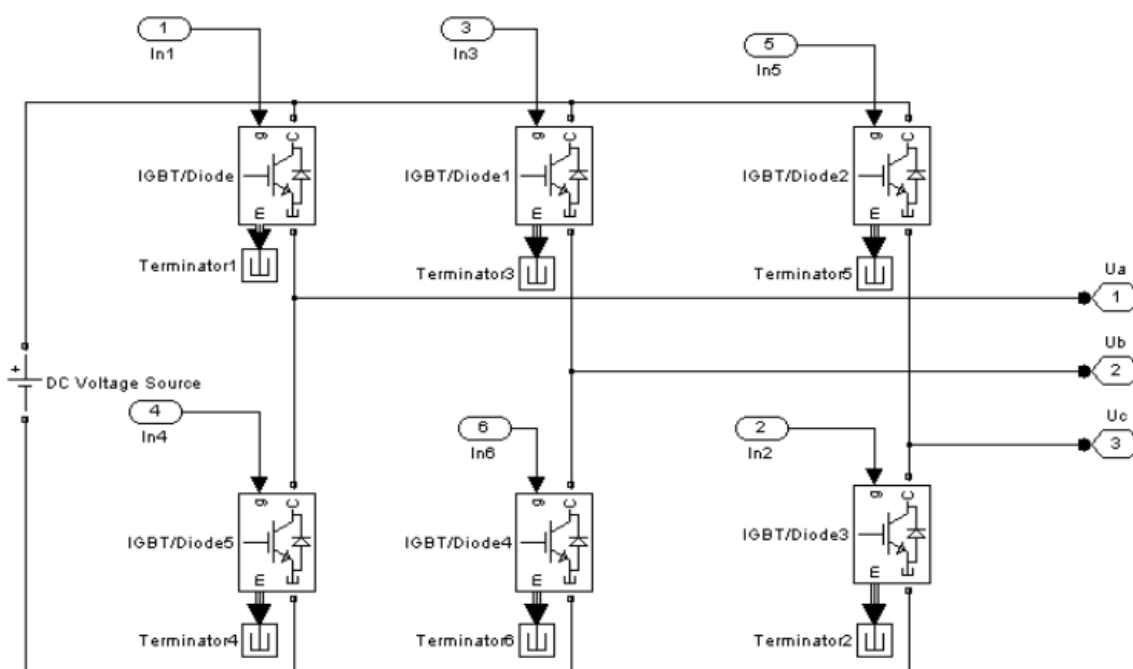 1
In1
3
In3
5
In5
g C
IGBT/Diode
m E
Terminator1
g C
IGBT/Diode1
m E
Terminator3
g C
IGBT/Diode2
m E
Terminator5
Ua
1
Ub
2
Uc
3
+
DC Voltage Source
4
In4
6
In6
2
In2
g C
IGBT/Diode5
m E
Terminator4
g C
IGBT/Diode4
m E
Terminator6
g C
IGBT/Diode3
m E
Terminator2